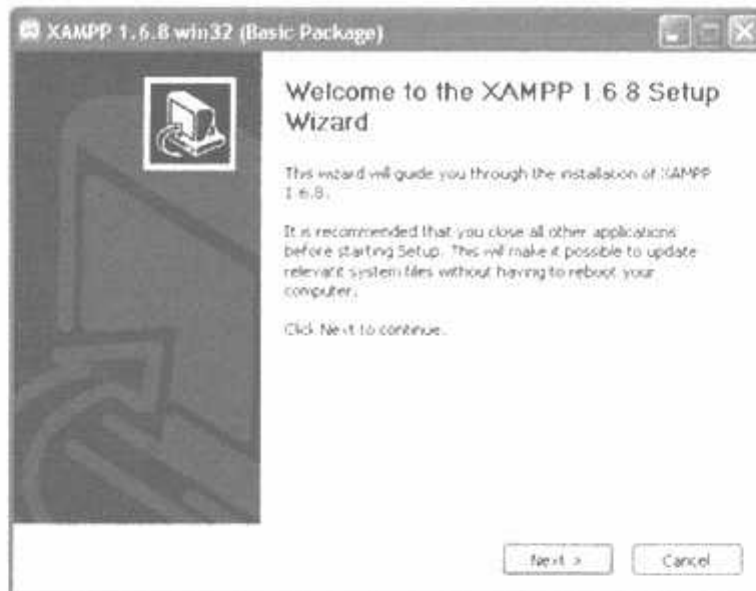 XAMPP 1.6.8 win32 (Basic Package)
Welcome to the XAMPP 1.6.8 Setup
Wizard
This wizard will guide you through the installation of XAMPP
1.6.8.
It is recommended that you close all other applications
before starting Setup. This will make it possible to update
relevant system files without having to reboot your
computer.
Click Next to continue.
Next >
Cancel